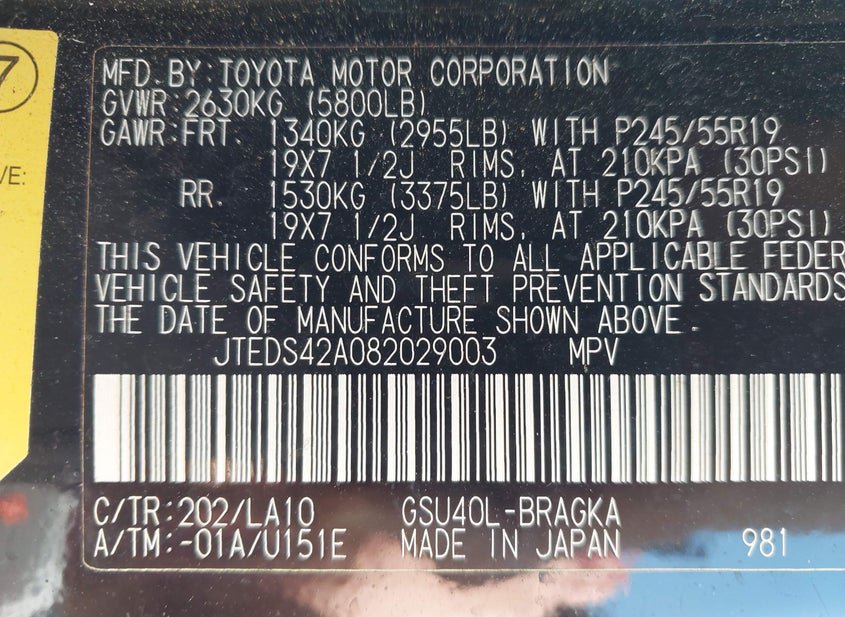 7
VE:
MFD.BY:TOYOTA MOTOR CORPORATION
GVWR:2630KG (5800LB)
GAWR:FRT. 1340KG (2955LB) WITH P245/55R19
19X7 1/2J RIMS, AT 210KPA (30PSI)
RR. 1530KG (3375LB) WITH P245/55R19
19X7 1/2J RIMS, AT 210KPA (30PSI)
THIS VEHICLE CONFORMS TO ALL APPLICABLE FEDER
VEHICLE SAFETY AND THEFT PREVENTION STANDARDS
THE DATE OF MANUFACTURE SHOWN ABOVE.
JTEDS42A082029003 MPV
C/TR:202/LA10 GSU40L-BRAGKA
A/TM:-01A/U151E MADE IN JAPAN 981